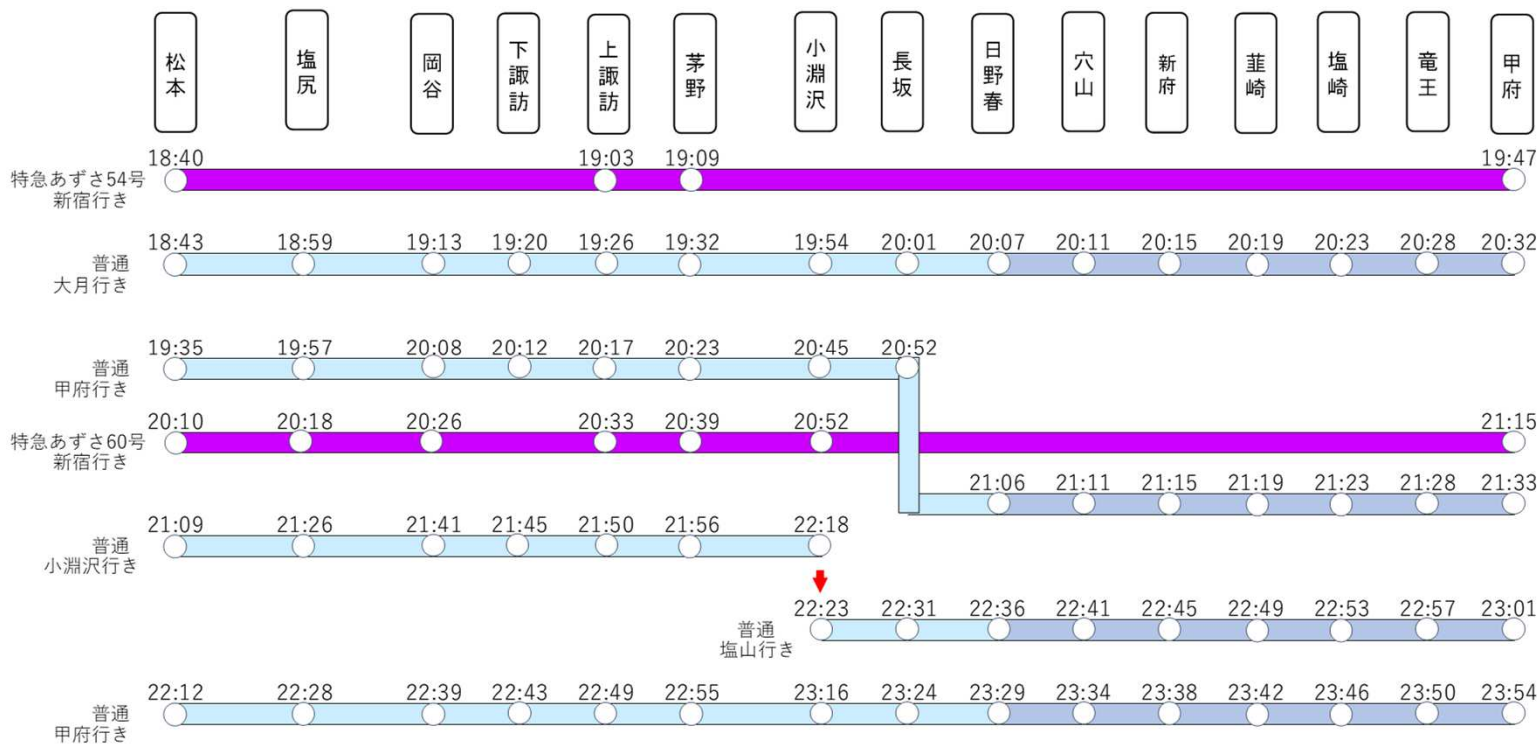 松本
塩尻
岡谷
下諏訪
上諏訪
茅野
小淵沢
長坂
日野春
穴山
新府
韮崎
塩崎
竜王
甲府
18:40 19:03 19:09 19:47
特急あずさ54号
新宿行き
18:43 18:59 19:13 19:20 19:26 19:32 19:54 20:01 20:07 20:11 20:15 20:19 20:23 20:28 20:32
普通
大月行き
19:35 19:57 20:08 20:12 20:17 20:23 20:45 20:52
普通
甲府行き
20:10 20:18 20:26 20:33 20:39 20:52 21:15
特急あずさ60号
新宿行き
21:06 21:11 21:15 21:19 21:23 21:28 21:33
21:09 21:26 21:41 21:45 21:50 21:56 22:18
普通
小淵沢行き
22:23 22:31 22:36 22:41 22:45 22:49 22:53 22:57 23:01
普通
塩山行き
22:12 22:28 22:39 22:43 22:49 22:55 23:16 23:24 23:29 23:34 23:38 23:42 23:46 23:50 23:54
普通
甲府行き